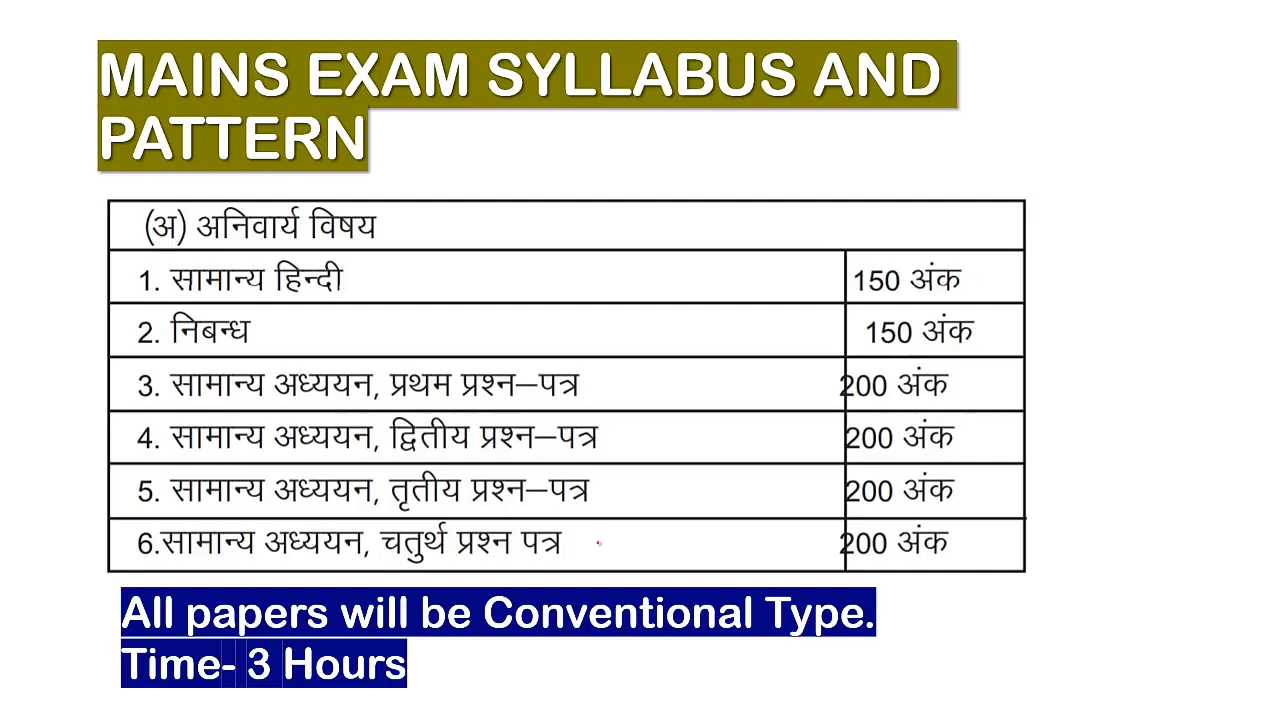 MAINS EXAM SYLLABUS AND
PATTERN
(अ) अनिवार्य विषय
1. सामान्य हिन्दी 150 अंक
2. निबन्ध 150 अंक
3. सामान्य अध्ययन, प्रथम प्रश्न–पत्र 200 अंक
4. सामान्य अध्ययन, द्वितीय प्रश्न–पत्र 200 अंक
5. सामान्य अध्ययन, तृतीय प्रश्न–पत्र 200 अंक
6.सामान्य अध्ययन, चतुर्थ प्रश्न पत्र 200 अंक
All papers will be Conventional Type.
Time- 3 Hours